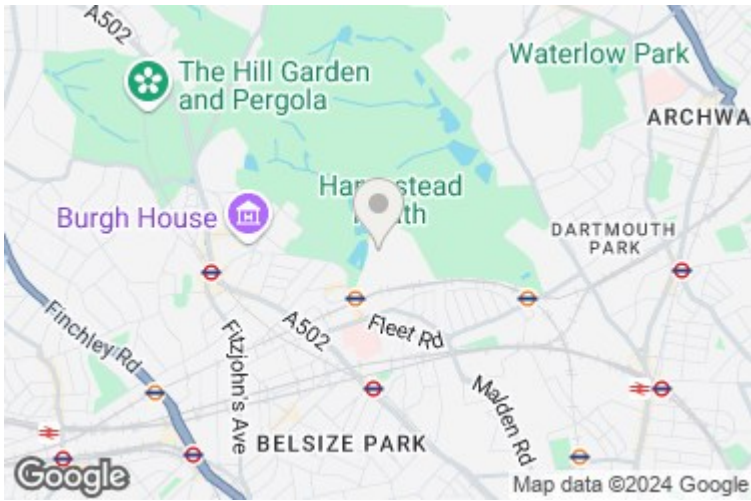 A502
Waterlow Park
The Hill Garden
and Pergola
ARCHWA
Hampstead
Heath
Burgh House
DARTMOUTH
PARK
Finchley Rd
A502
Fleet Rd
Fitzjohn's Ave
Malden Rd
BELSIZE PARK
Google
Map data ©2024 Google